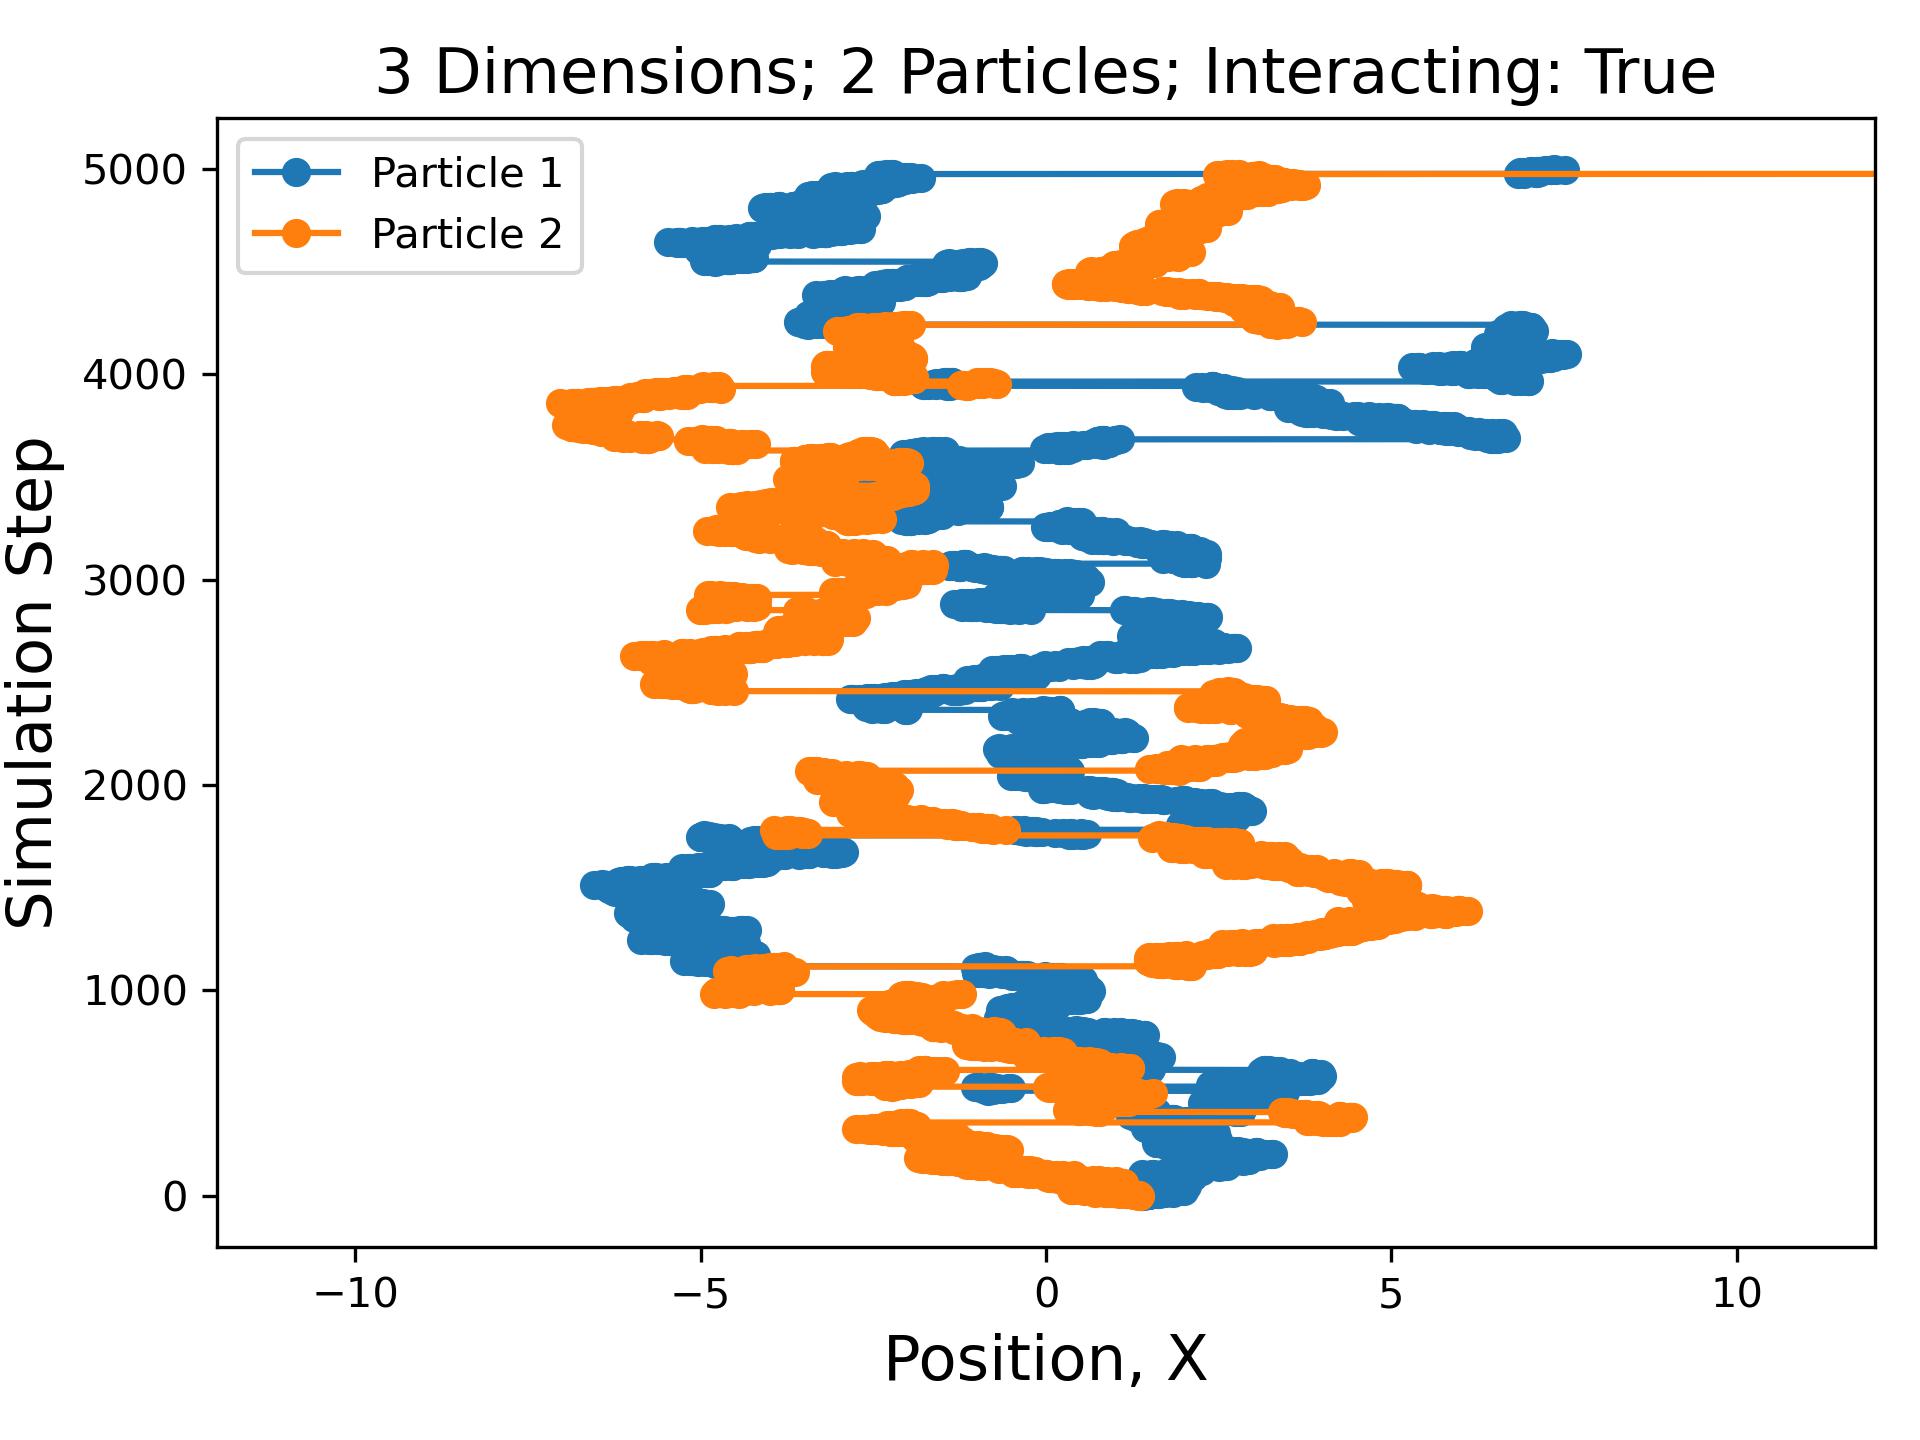 3 Dimensions; 2 Particles; Interacting: True
Particle 1
Particle 2
5000
4000
3000
2000
1000
0
Simulation Step
−10
−5
0
5
10
Position, X